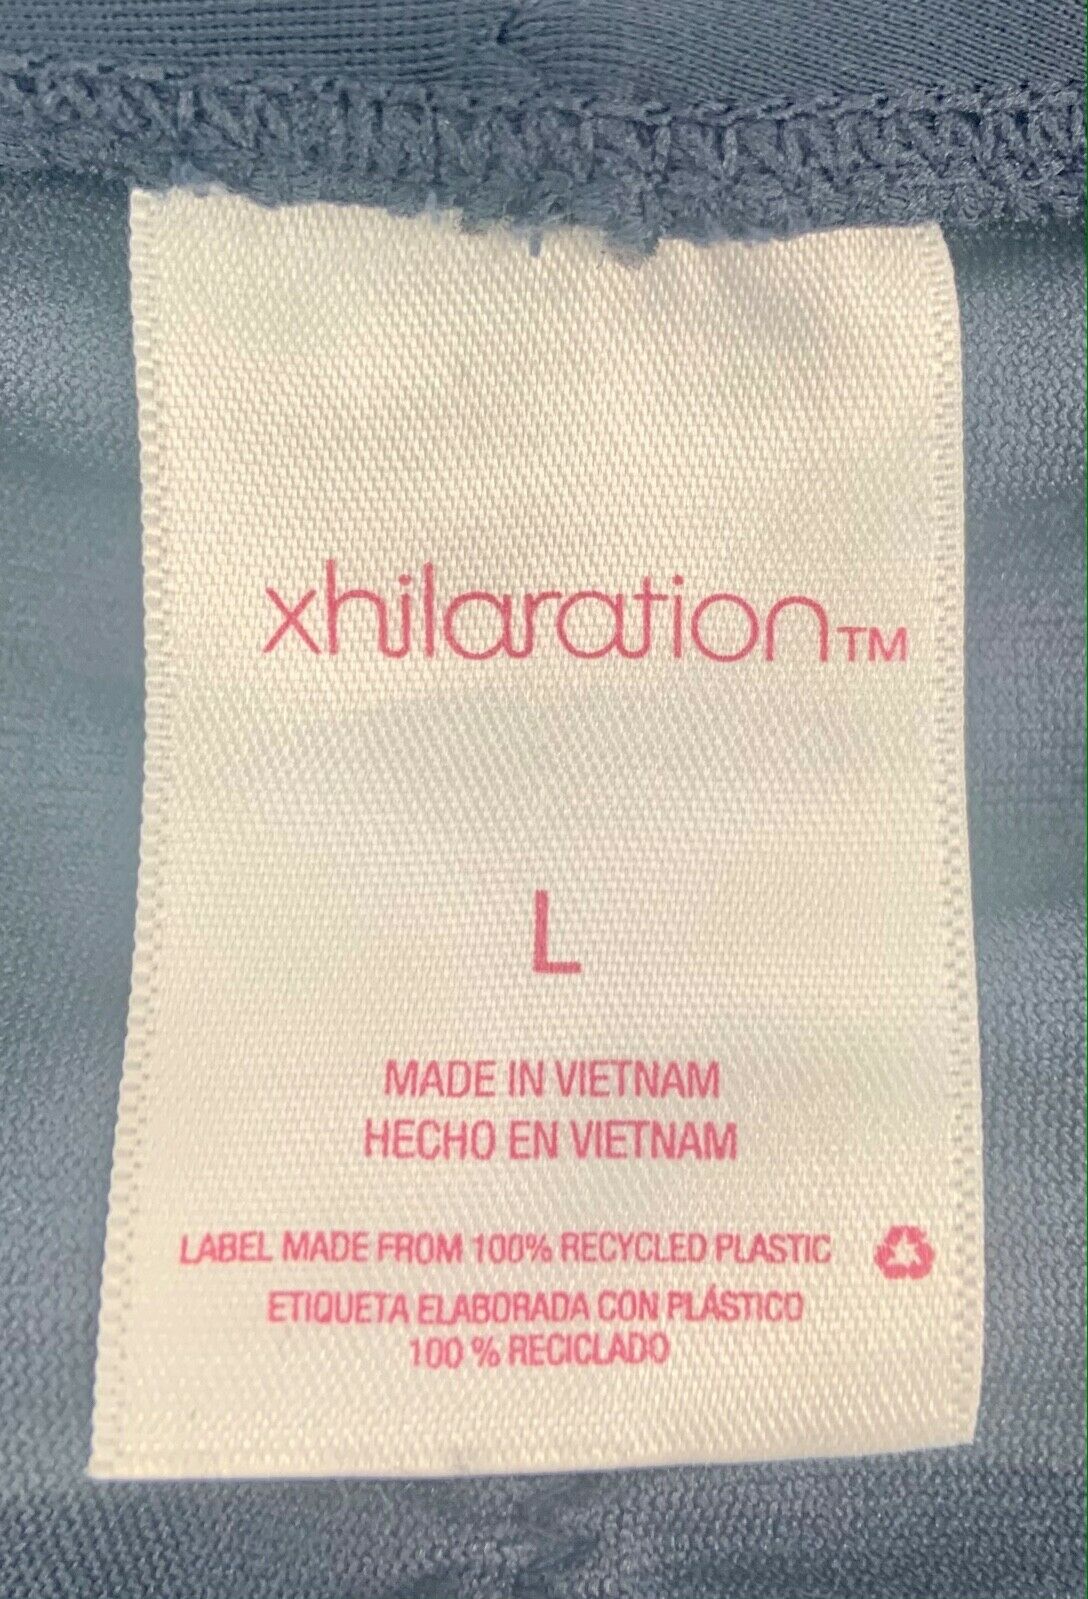 xhilaration™
L
MADE IN VIETNAM
HECHO EN VIETNAM
LABEL MADE FROM 100% RECYCLED PLASTIC
ETIQUETA ELABORADA CON PLÁSTICO
100 % RECICLADO